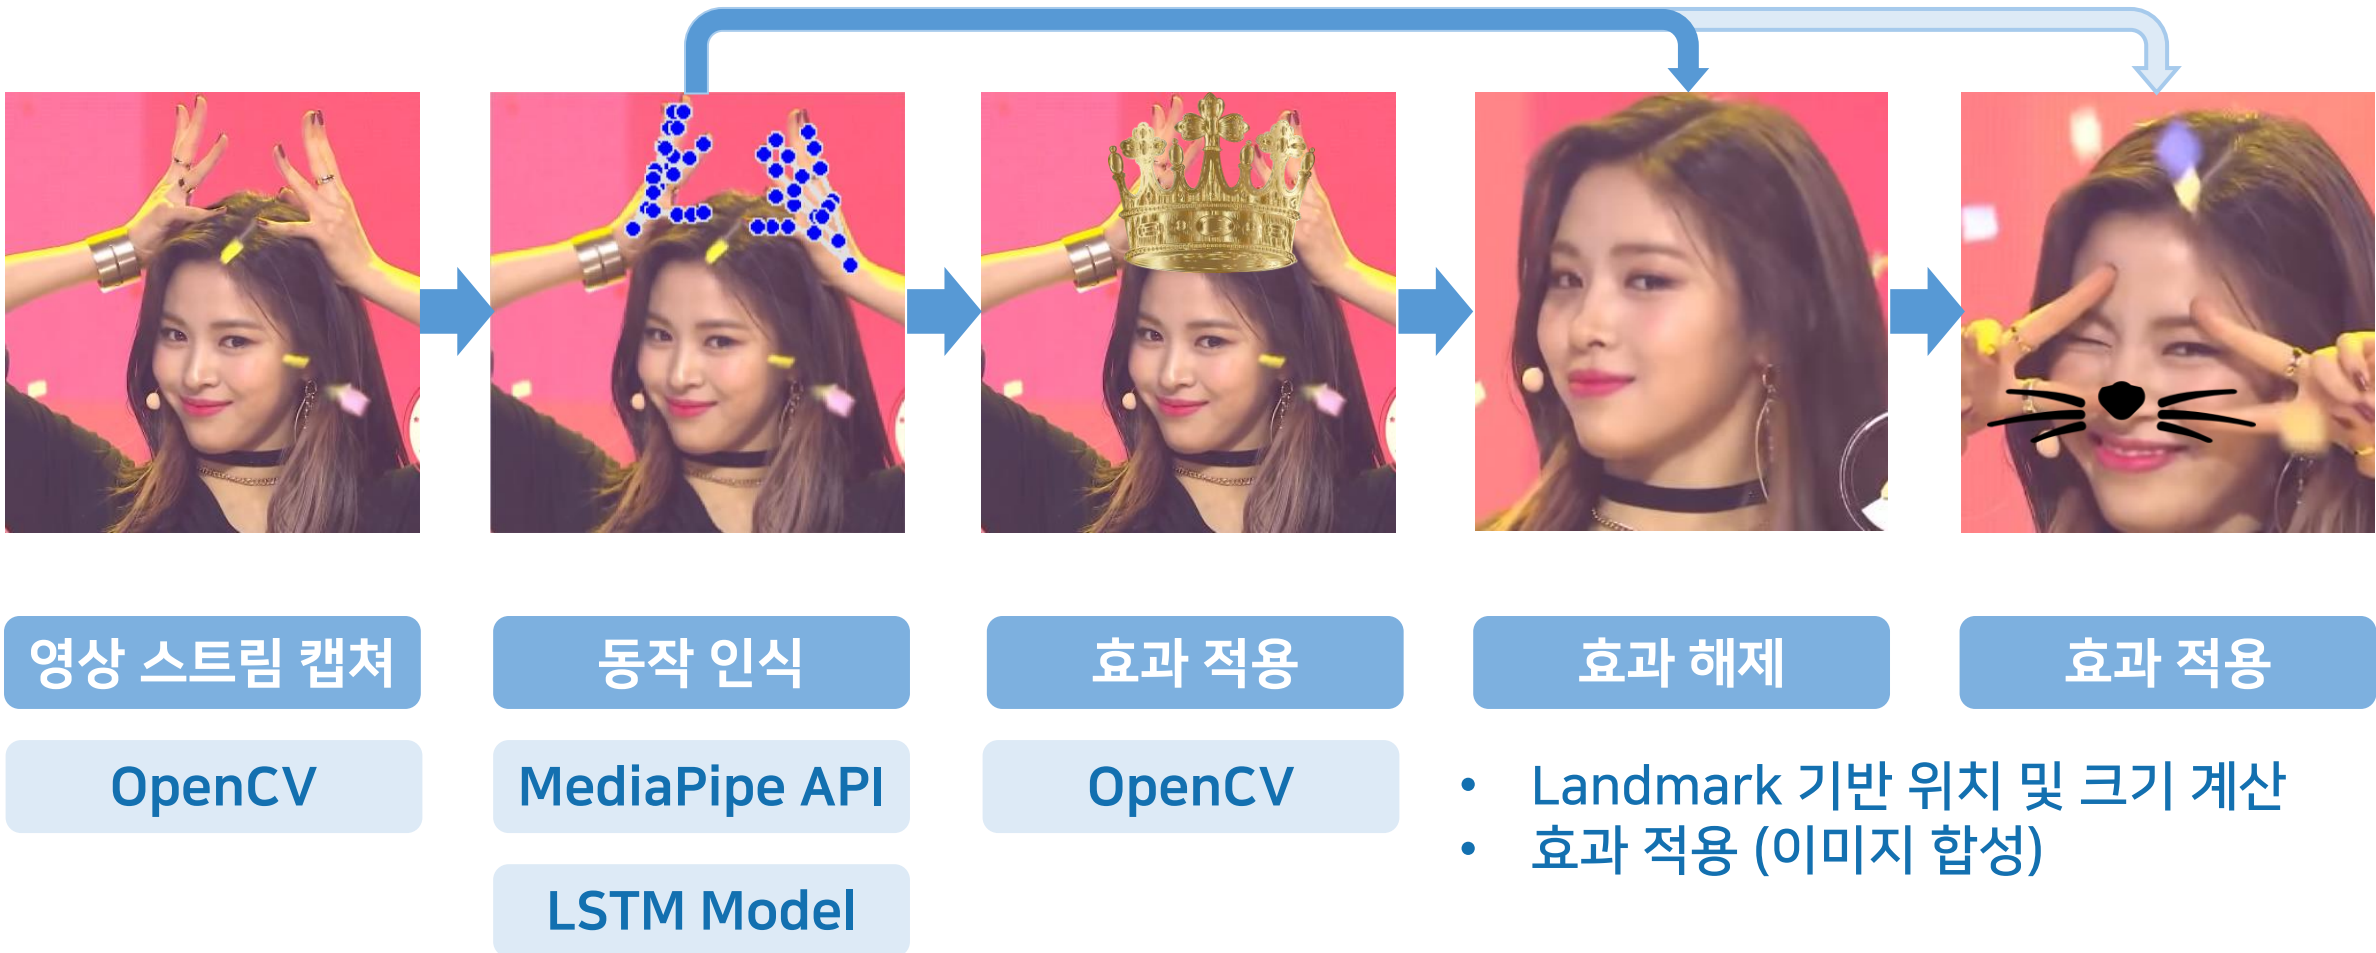 영상 스트림 캡쳐
동작 인식
효과 적용
효과 해제
효과 적용
OpenCV
MediaPipe API
OpenCV
LSTM Model
• Landmark 기반 위치 및 크기 계산
• 효과 적용 (이미지 합성)